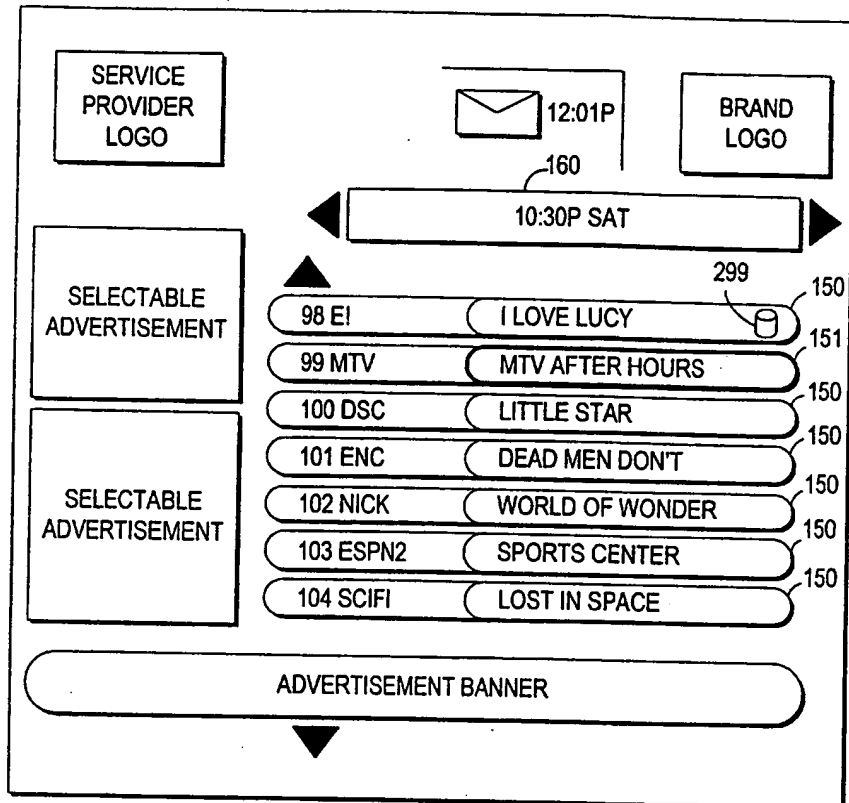 SERVICE
PROVIDER
LOGO
12:01P
BRAND
LOGO
160
10:30P SAT
SELECTABLE
ADVERTISEMENT
299
98 E! I LOVE LUCY 150
99 MTV MTV AFTER HOURS 151
100 DSC LITTLE STAR 150
101 ENC DEAD MEN DON'T 150
102 NICK WORLD OF WONDER 150
103 ESPN2 SPORTS CENTER 150
104 SCIFI LOST IN SPACE 150
SELECTABLE
ADVERTISEMENT
ADVERTISEMENT BANNER